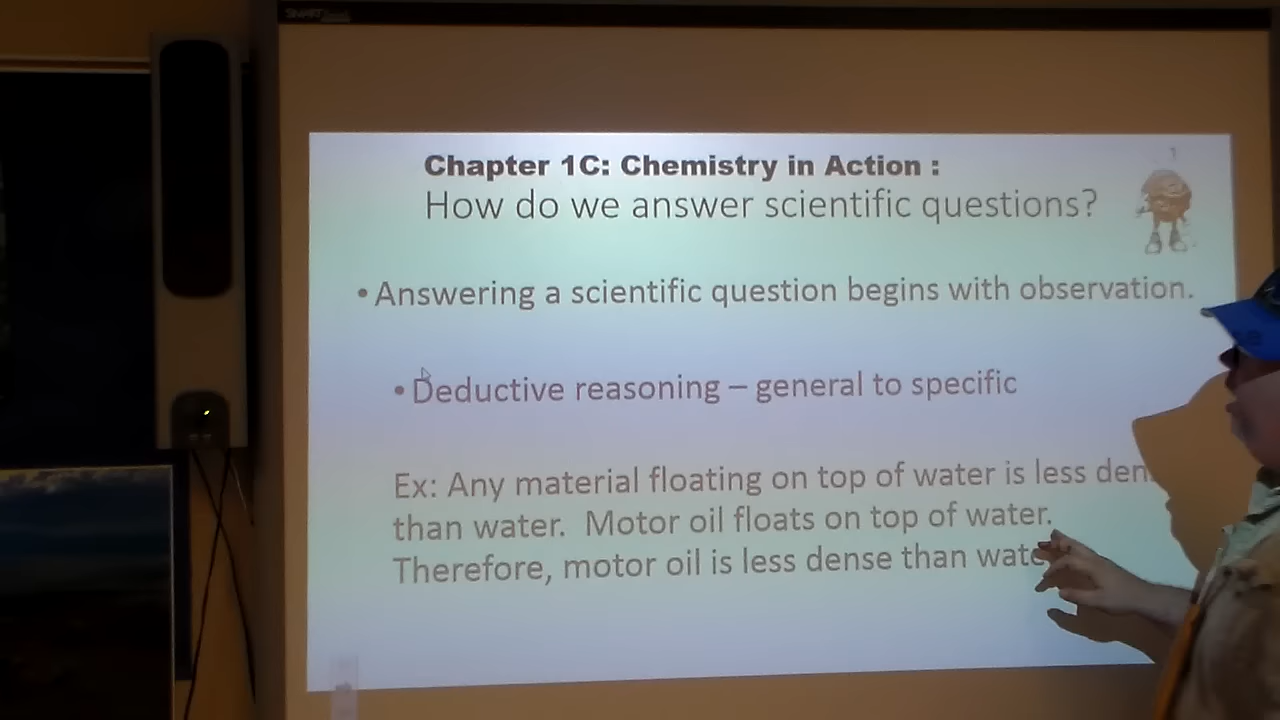 SMART
Chapter 1C: Chemistry in Action :
How do we answer scientific questions?
• Answering a scientific question begins with observation.
• Deductive reasoning – general to specific
Ex: Any material floating on top of water is less den
than water. Motor oil floats on top of water.
Therefore, motor oil is less dense than wate